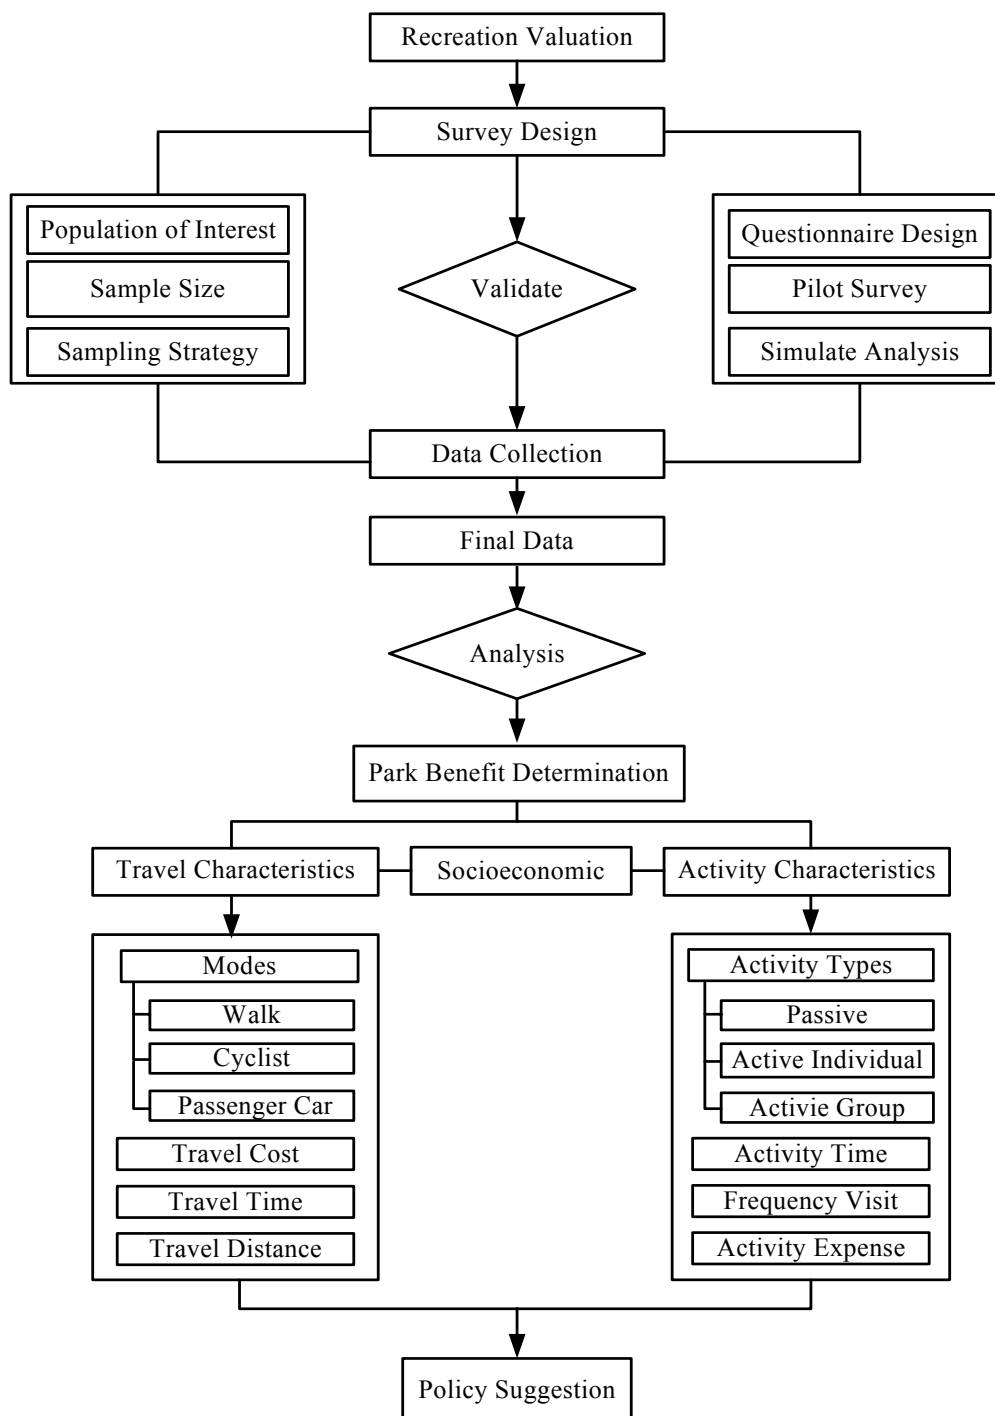 Recreation Valuation
Survey Design
Population of Interest
Sample Size
Sampling Strategy
Validate
Questionnaire Design
Pilot Survey
Simulate Analysis
Data Collection
Final Data
Analysis
Park Benefit Determination
Travel Characteristics
Socioeconomic
Activity Characteristics
Modes
Walk
Cyclist
Passenger Car
Travel Cost
Travel Time
Travel Distance
Activity Types
Passive
Active Individual
Activie Group
Activity Time
Frequency Visit
Activity Expense
Policy Suggestion